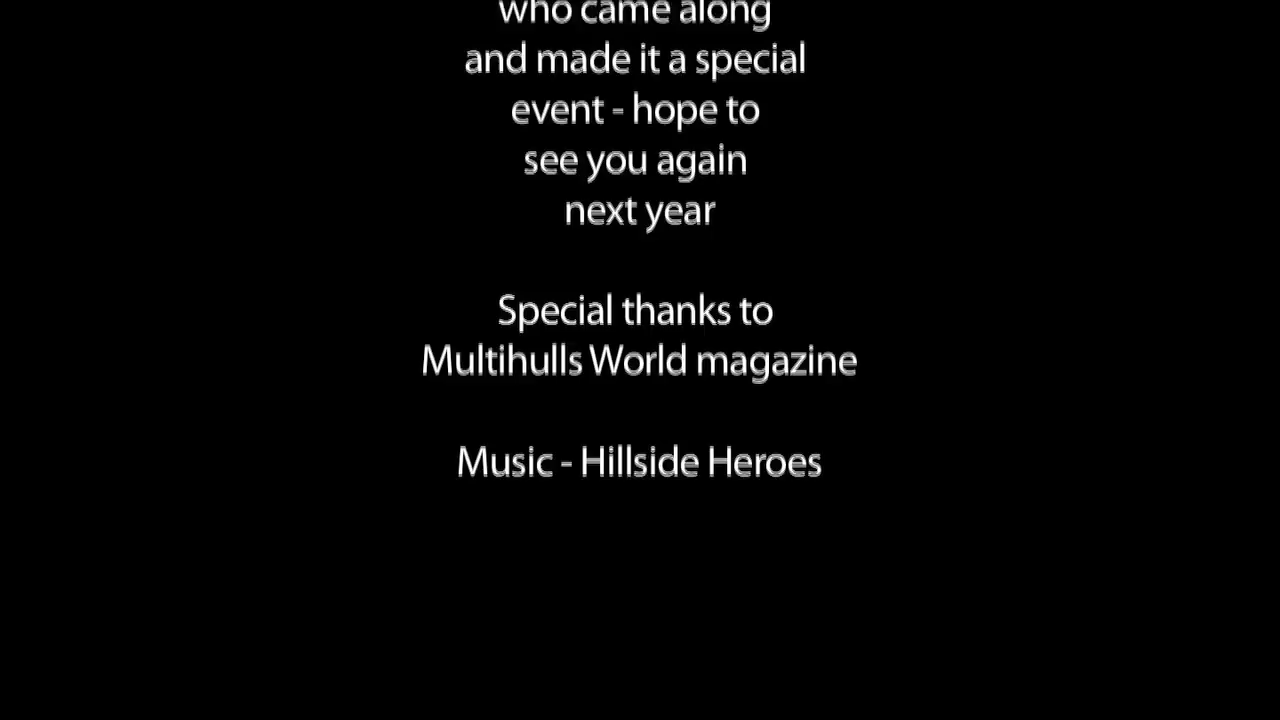 who came along
and made it a special
event - hope to
see you again
next year
Special thanks to
Multihulls World magazine
Music - Hillside Heroes